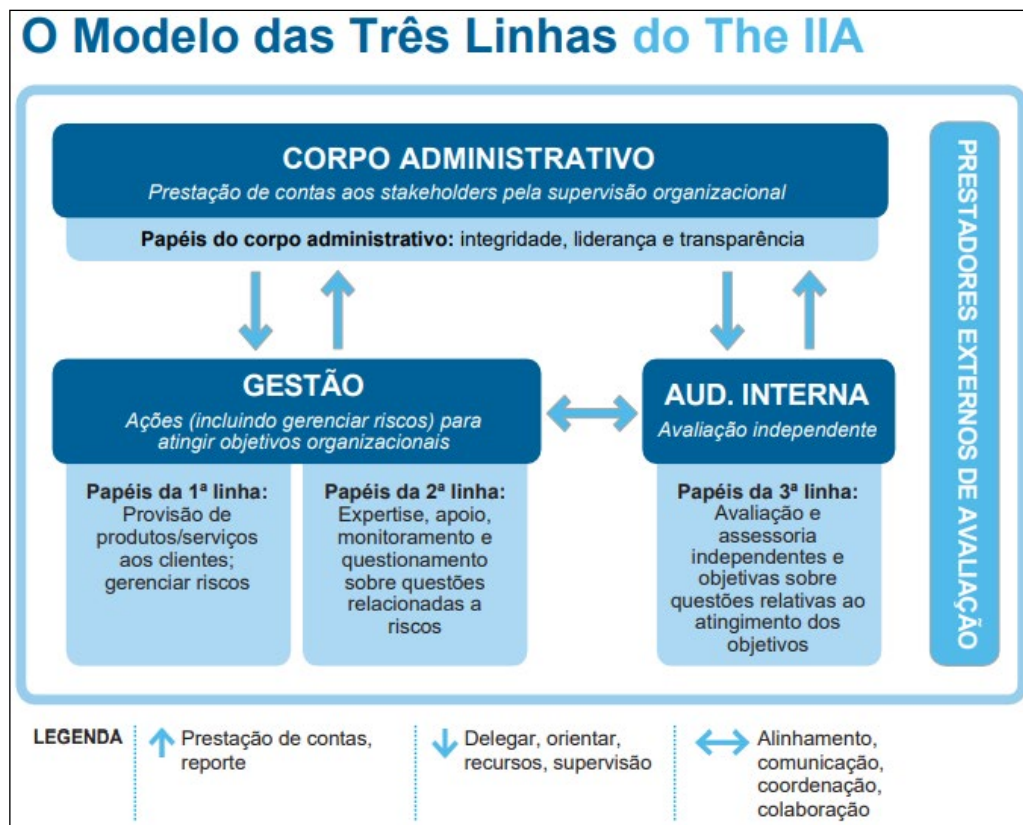 O Modelo das Três Linhas do The IIA
CORPO ADMINISTRATIVO
Prestação de contas aos stakeholders pela supervisão organizacional
Papéis do corpo administrativo: integridade, liderança e transparência
GESTÃO
Ações (incluindo gerenciar riscos) para
atingir objetivos organizacionais
Papéis da 1ª linha:
Provisão de
produtos/serviços
aos clientes;
gerenciar riscos
Papéis da 2ª linha:
Expertise, apoio,
monitoramento e
questionamento
sobre questões
relacionadas a
riscos
AUD. INTERNA
Avaliação independente
Papéis da 3ª linha:
Avaliação e
assessoria
independentes e
objetivas sobre
questões relativas ao
atingimento dos
objetivos
PRESTADORES EXTERNOS DE AVALIAÇÃO
LEGENDA
Prestação de contas,
reporte
Delegar, orientar,
recursos, supervisão
Alinhamento,
comunicação,
coordenação,
colaboração